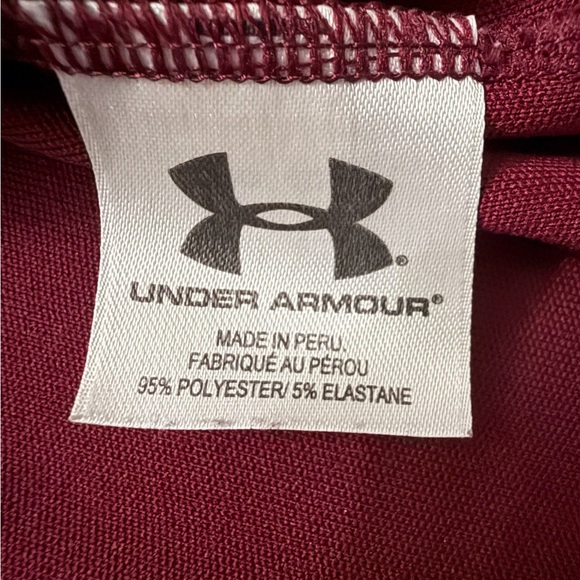 UNDER ARMOUR®
MADE IN PERU.
FABRIQUÉ AU PÉROU
95% POLYESTER/ 5% ELASTANE